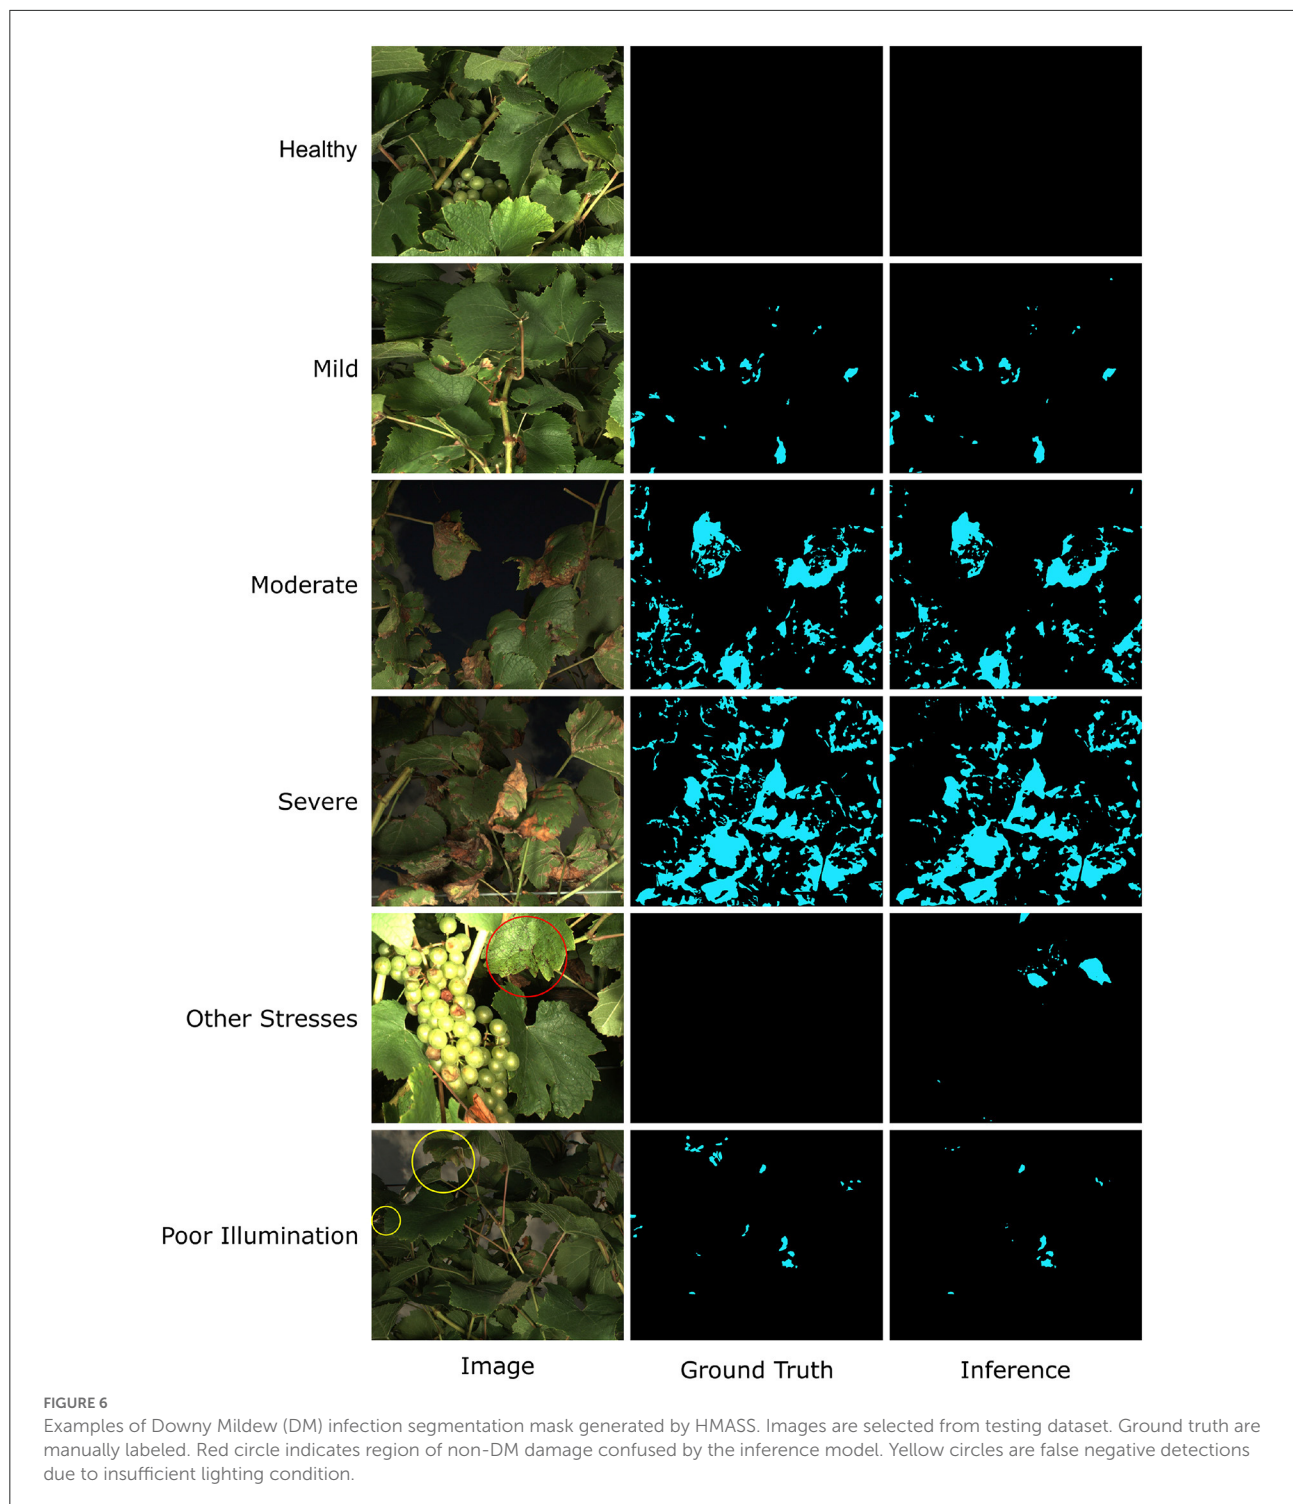 Healthy
Mild
Moderate
Severe
Other Stresses
Poor Illumination
Image
Ground Truth
Inference
FIGURE 6
Examples of Downy Mildew (DM) infection segmentation mask generated by HMASS. Images are selected from testing dataset. Ground truth are
manually labeled. Red circle indicates region of non-DM damage confused by the inference model. Yellow circles are false negative detections
due to insufficient lighting condition.